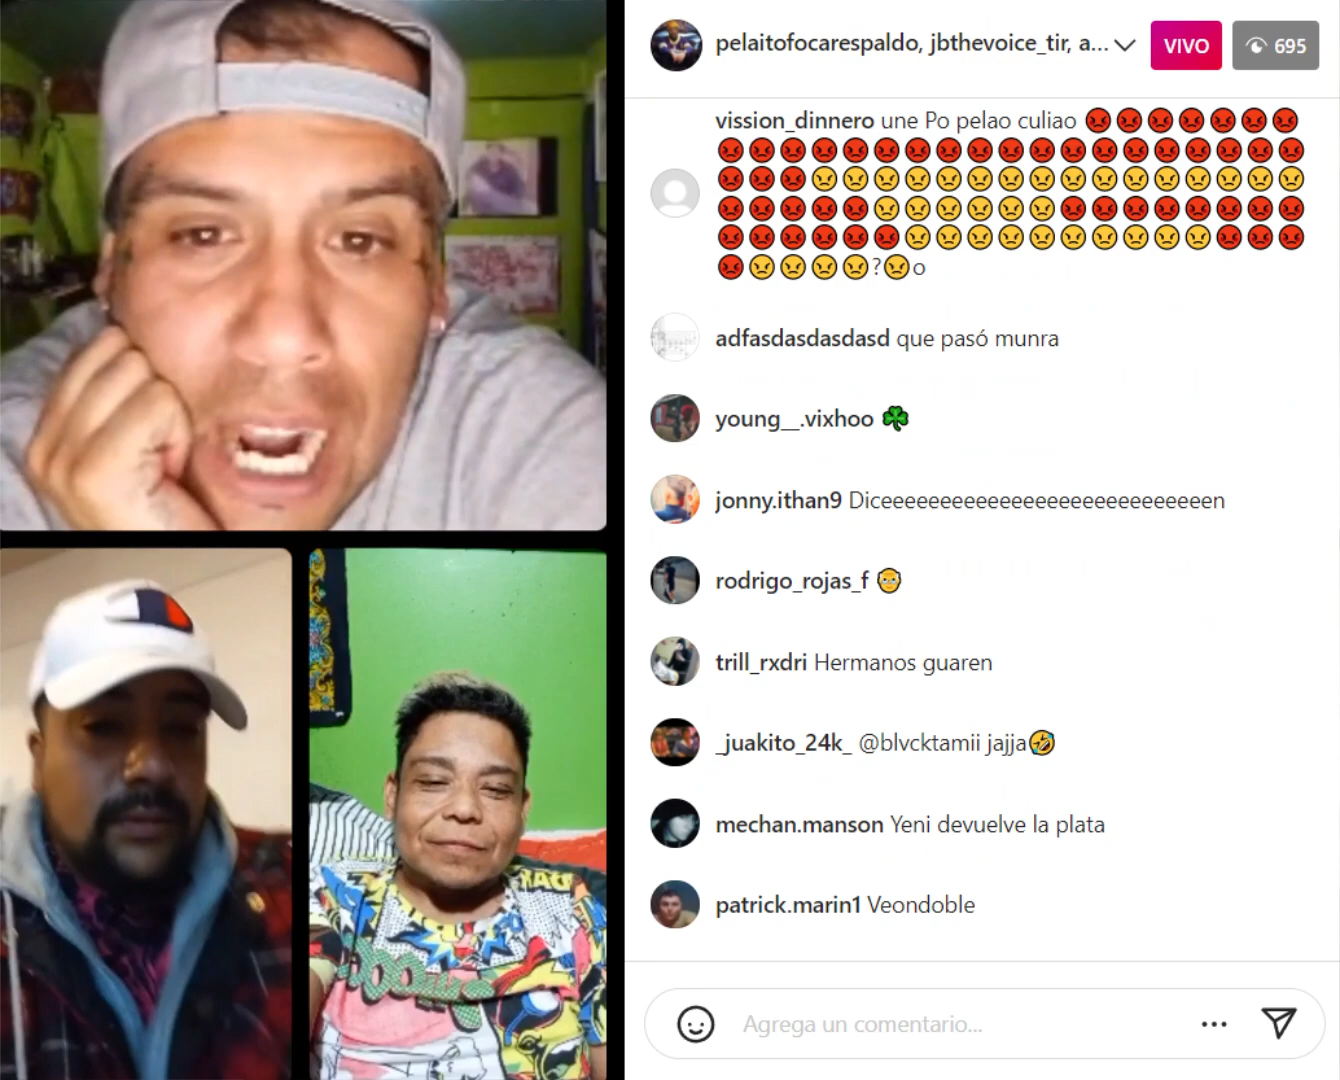 pelaitofocarespaldo, jbthevoice_tir, a...
VIVO
695
vission_dinnero une Po pelao culiao 😡😡😡😡😡😡😡
😡😡😡😡😡😡😡😡😡😡😡😡😡😡😡😡😡😡😡
😡😡😡😠😠😠😠😠😠😠😠😠😠😠😠😠😠😠😠
😡😡😡😡😡😠😠😠😠😠😠😡😡😡😡😡😡😡😡
😡😡😡😡😡😡😠😠😠😠😠😠😠😠😠😠😡😡😡
😡😠😠😠😠?😠o
adfasdasdasdasd que pasó munra
young__.vixhoo ☘️
jonny.ithan9 Diceeeeeeeeeeeeeeeeeeeeeeeeeeeen
rodrigo_rojas_f 👴
trill_rxdri Hermanos guaren
_juakito_24k_ @blvcktamii jajja🤣
mechan.manson Yeni devuelve la plata
patrick.marin1 Veondoble
Agrega un comentario...